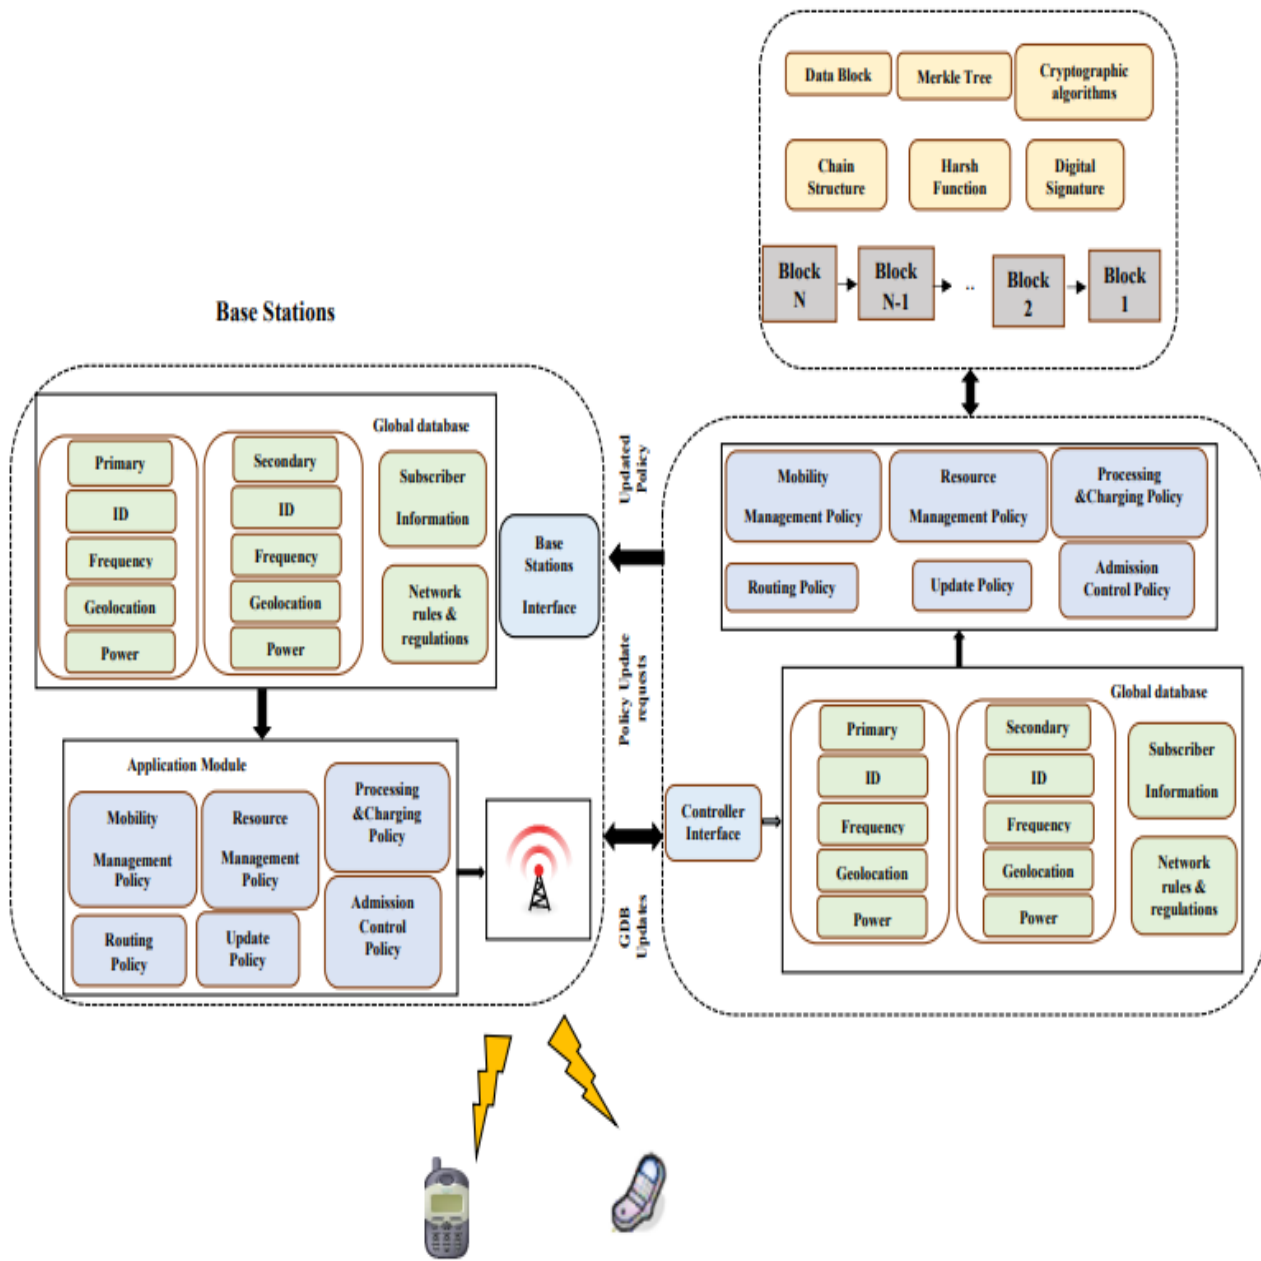 Data Block
Merkle Tree
Cryptographic
algorithms
Chain
Structure
Harsh
Function
Digital
Signature
Block
N
Block
N-1
..
Block
2
Block
1
Base Stations
Global database
Primary
ID
Frequency
Geolocation
Power
Secondary
ID
Frequency
Geolocation
Power
Subscriber
Information
Network
rules &
regulations
Base
Stations
Interface
Application Module
Mobility
Management
Policy
Resource
Management
Policy
Processing
&Charging
Policy
Routing
Policy
Update
Policy
Admission
Control
Policy
Updated
Policy
Policy Update
requests
GDB
Updates
Mobility
Management Policy
Resource
Management Policy
Processing
&Charging Policy
Routing Policy
Update Policy
Admission
Control Policy
Controller
Interface
Global database
Primary
ID
Frequency
Geolocation
Power
Secondary
ID
Frequency
Geolocation
Power
Subscriber
Information
Network
rules &
regulations